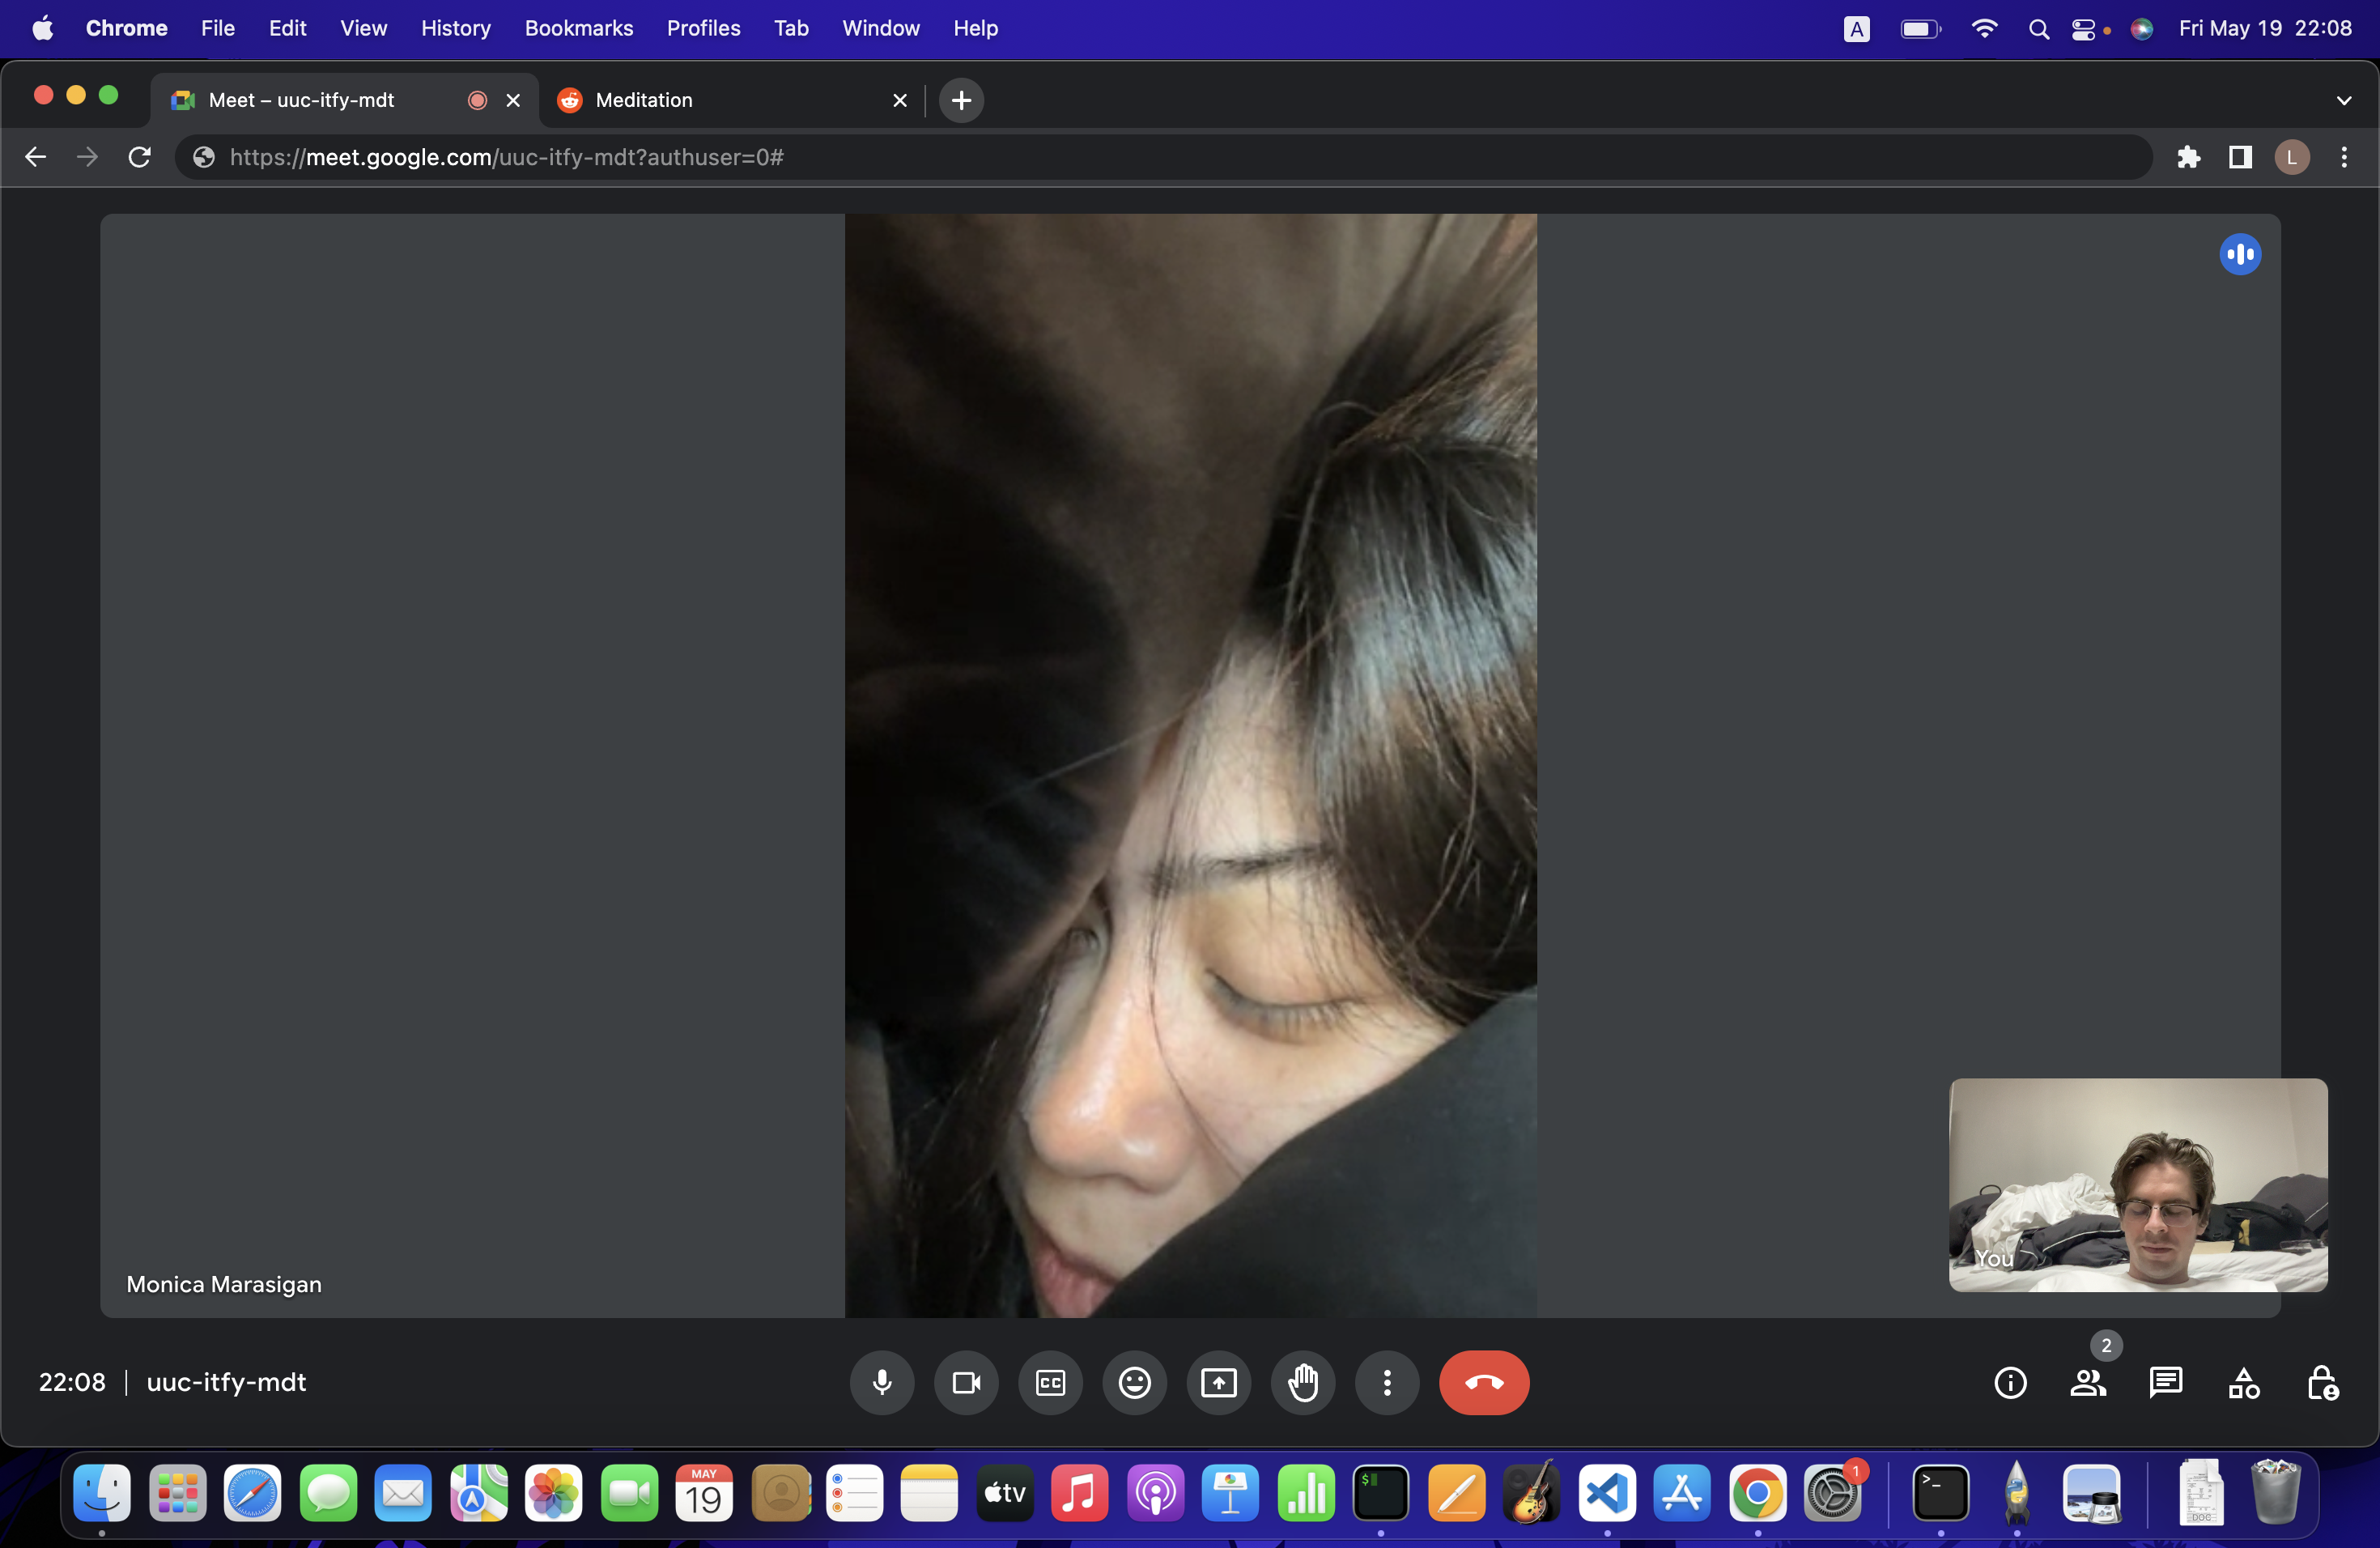 Chrome File Edit View History Bookmarks Profiles Tab Window Help A Fri May 19 22:08
Meet – uuc-itfy-mdt Meditation
https://meet.google.com/uuc-itfy-mdt?authuser=0# L
You
Monica Marasigan
2
22:08 | uuc-itfy-mdt CC
MAY
19
tv
$
1
>_
DOC